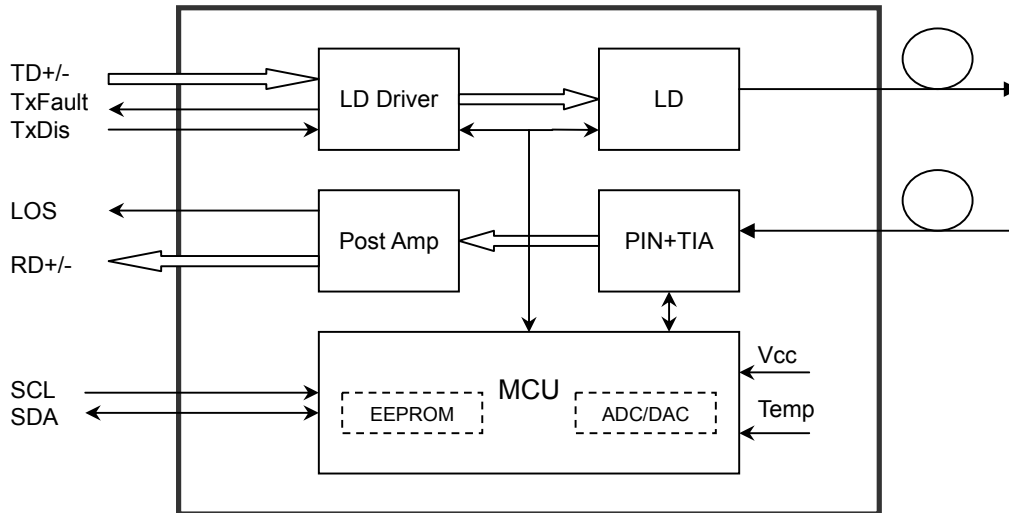 TD+/-
TxFault
TxDis
LD Driver
LD
LOS
RD+/-
Post Amp
PIN+TIA
SCL
SDA
MCU
EEPROM
ADC/DAC
Vcc
Temp